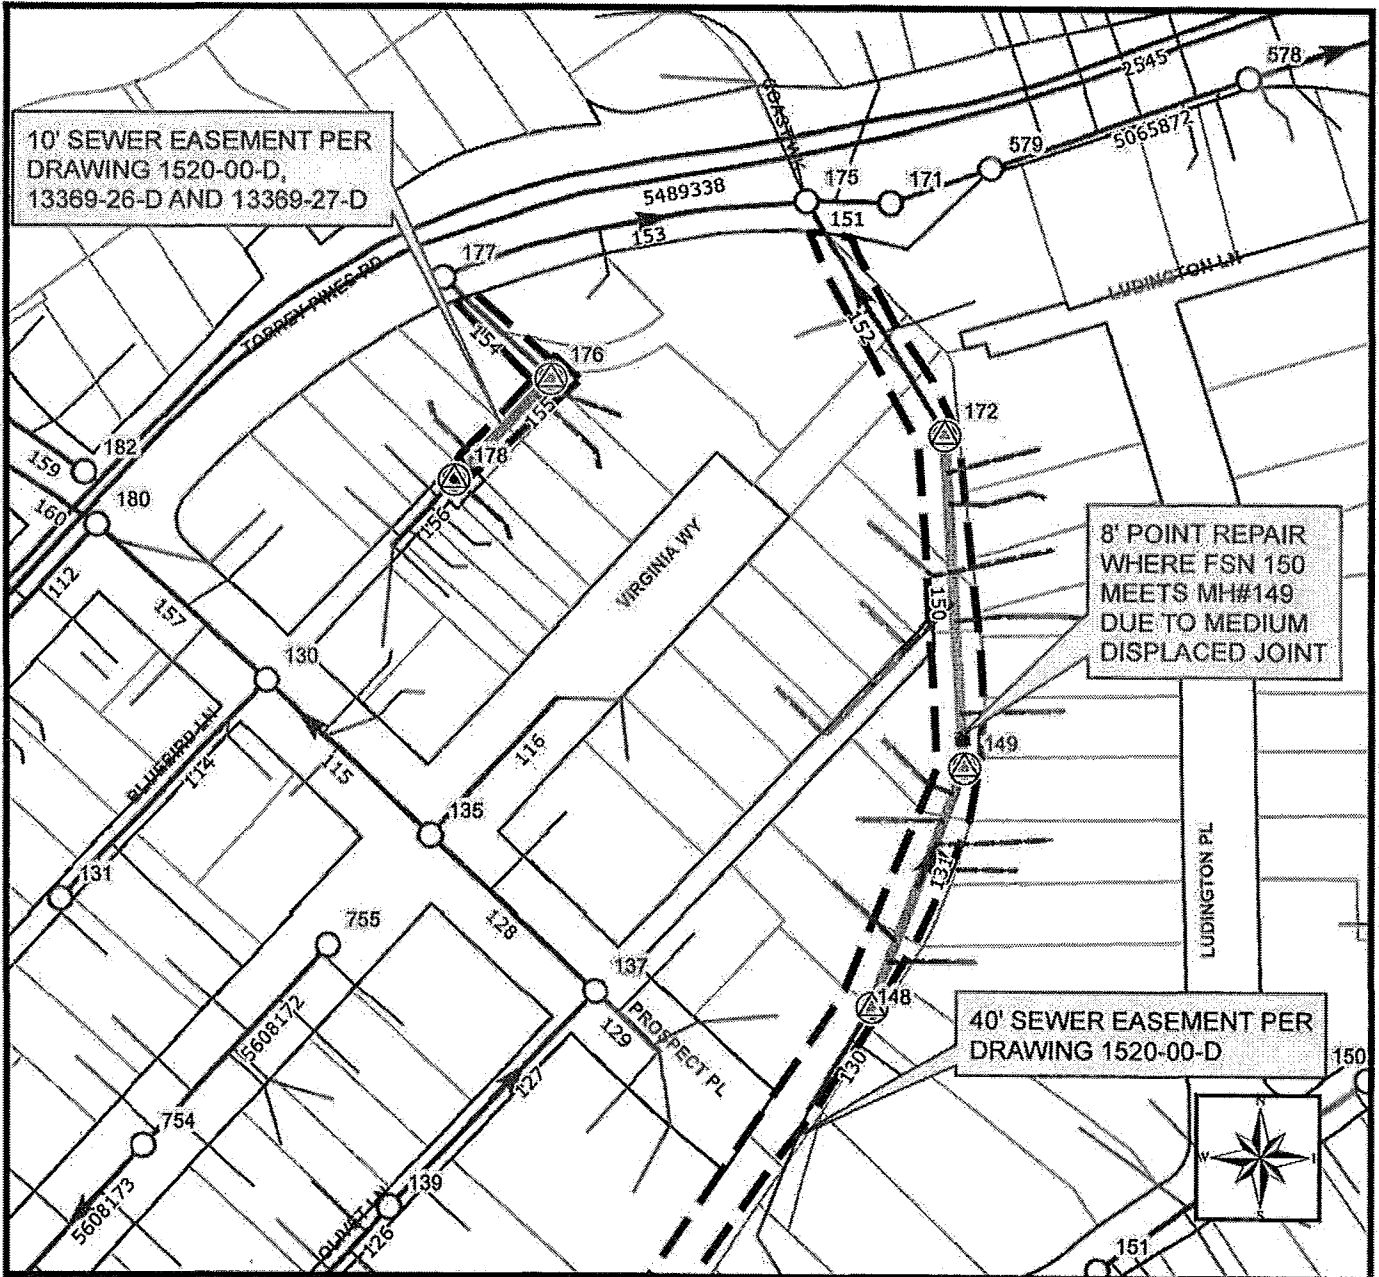 578
2545
COAST WK
10' SEWER EASEMENT PER
DRAWING 1520-00-D,
13369-26-D AND 13369-27-D
5065872
579
175
171
5489338
151
153
177
LUDINGTON LN
TORREY PINES RD
154
152
176
172
155
182
159
178
180
160
156
VIRGINIA WY
8' POINT REPAIR
WHERE FSN 150
MEETS MH#149
DUE TO MEDIUM
DISPLACED JOINT
112
157
150
130
BLUEBIRD LN
114
115
116
149
135
131
131
LUDINGTON PL
755
128
137
148
PROSPECT PL
129
40' SEWER EASEMENT PER
DRAWING 1520-00-D
5608172
127
130
150
754
N
W
S
139
5608173
OLIVET LN
126
151